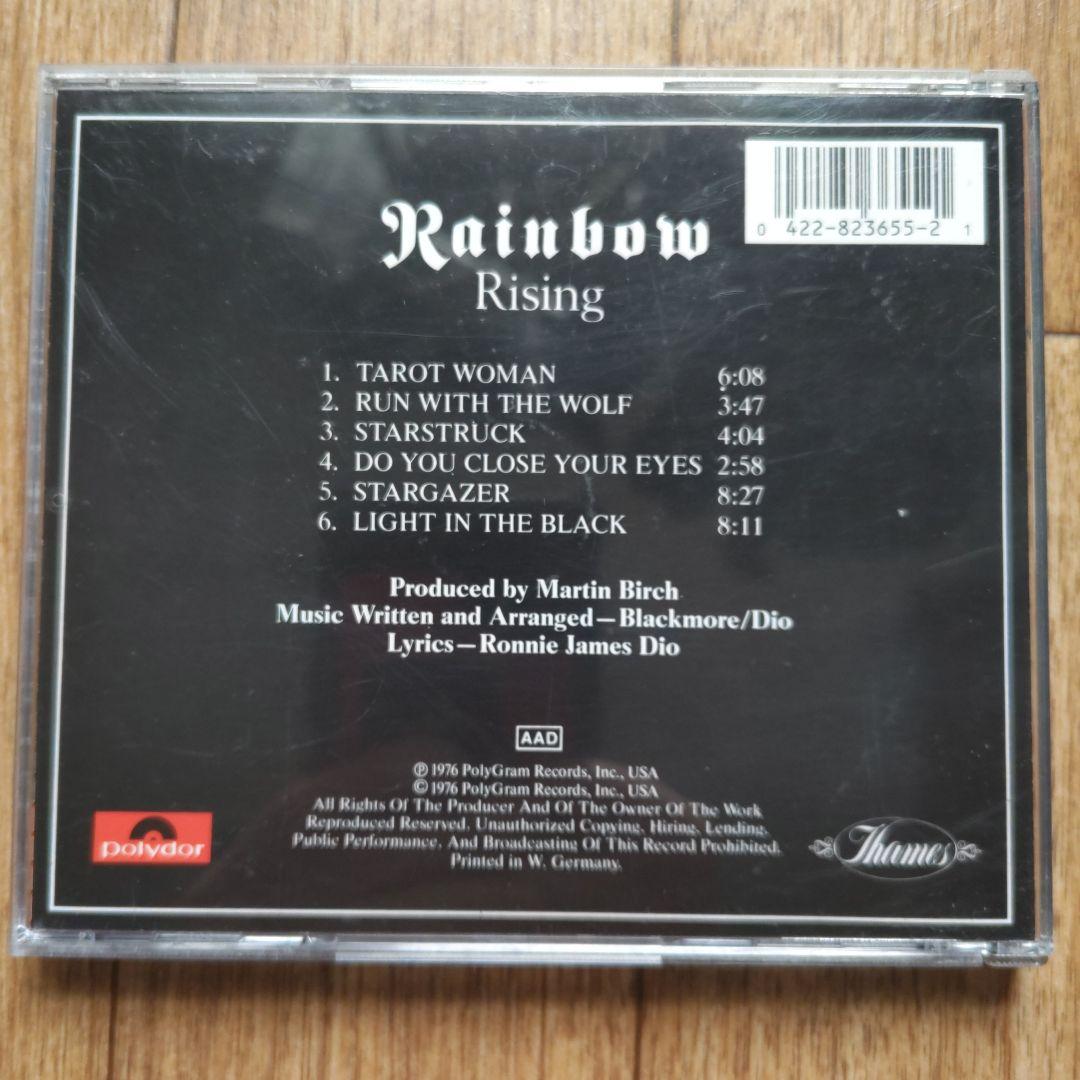 0 422-823655-2 1
Rainbow
Rising
1. TAROT WOMAN 6:08
2. RUN WITH THE WOLF 3:47
3. STARSTRUCK 4:04
4. DO YOU CLOSE YOUR EYES 2:58
5. STARGAZER 8:27
6. LIGHT IN THE BLACK 8:11
Produced by Martin Birch
Music Written and Arranged—Blackmore/Dio
Lyrics—Ronnie James Dio
AAD
℗ 1976 PolyGram Records, Inc., USA
© 1976 PolyGram Records, Inc., USA
All Rights Of The Producer And Of The Owner Of The Work
Reproduced Reserved. Unauthorized Copying, Hiring, Lending,
Public Performance, And Broadcasting Of This Record Prohibited.
Printed in W. Germany.
polydor
Thames